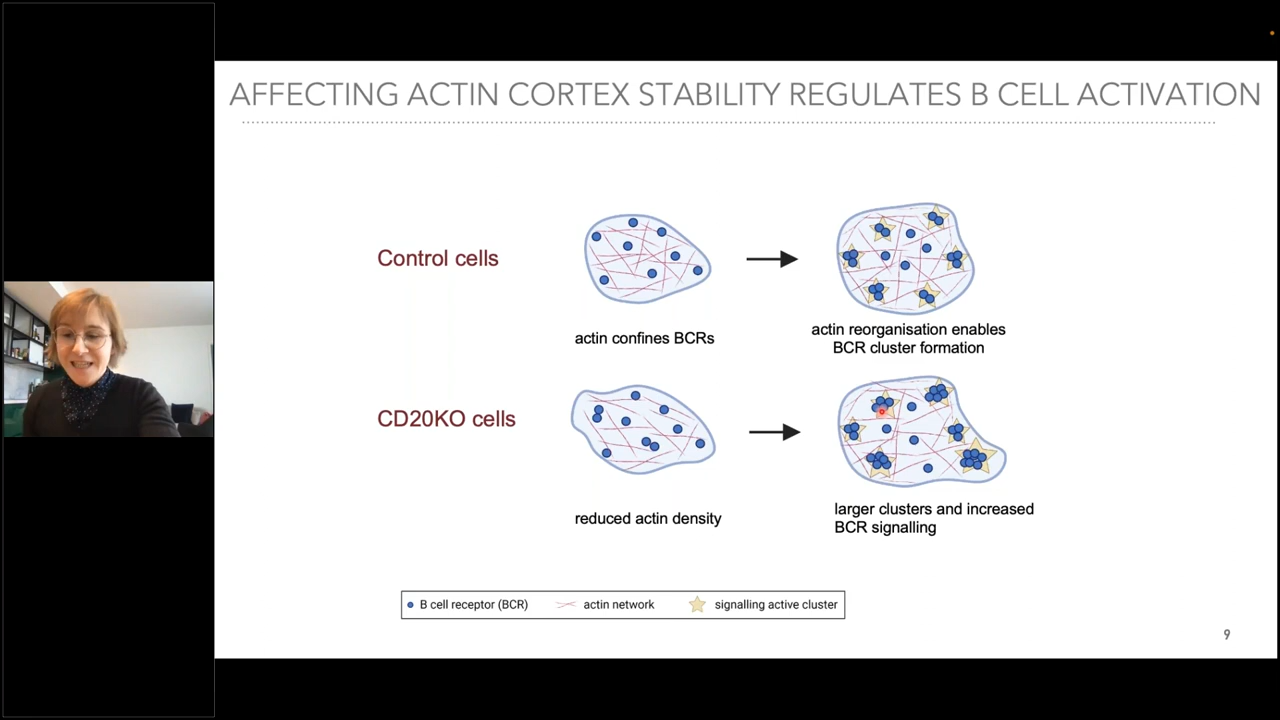 AFFECTING ACTIN CORTEX STABILITY REGULATES B CELL ACTIVATION
Control cells
actin confines BCRs
actin reorganisation enables
BCR cluster formation
CD20KO cells
reduced actin density
larger clusters and increased
BCR signalling
B cell receptor (BCR)
actin network
signalling active cluster
9